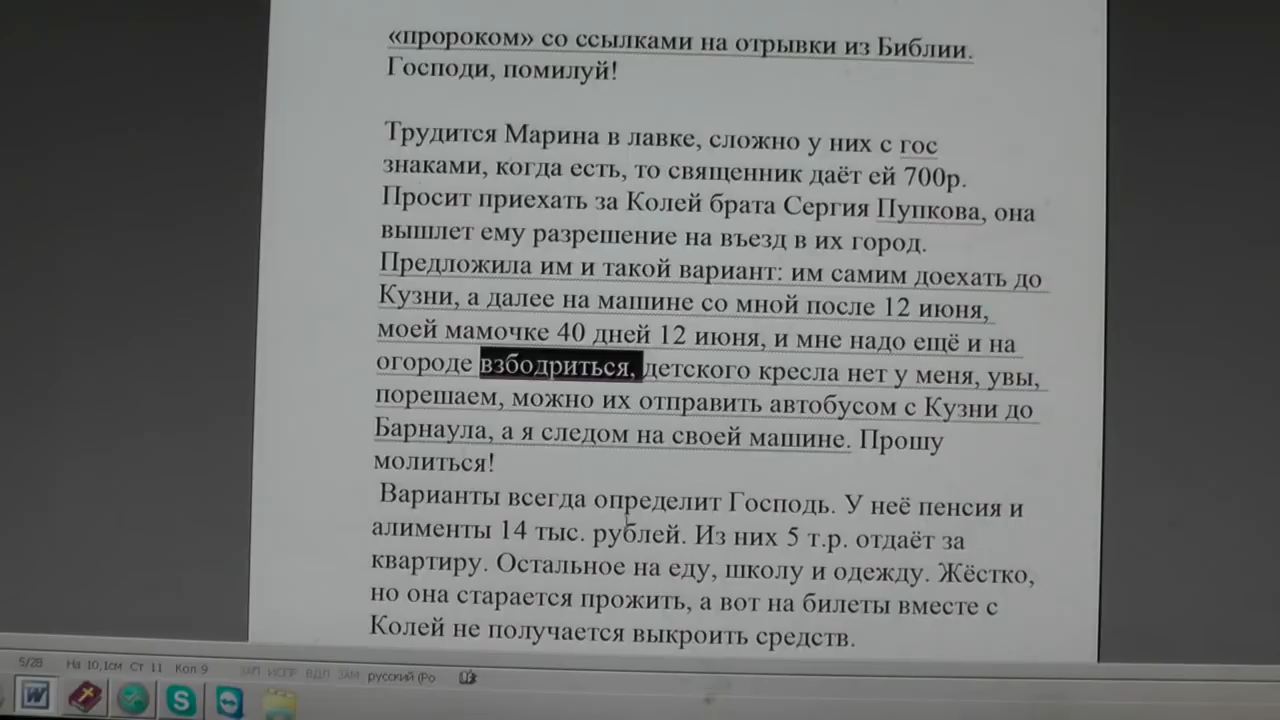 «пророком» со ссылками на отрывки из Библии.
Господи, помилуй!
Трудится Марина в лавке, сложно у них с гос
знаками, когда есть, то священник даёт ей 700р.
Просит приехать за Колей брата Сергия Пупкова, она
вышлет ему разрешение на въезд в их город.
Предложила им и такой вариант: им самим доехать до
Кузни, а далее на машине со мной после 12 июня,
моей мамочке 40 дней 12 июня, и мне надо ещё и на
огороде взбодриться, детского кресла нет у меня, увы,
порешаем, можно их отправить автобусом с Кузни до
Барнаула, а я следом на своей машине. Прошу
молиться!
Варианты всегда определит Господь. У неё пенсия и
алименты 14 тыс. рублей. Из них 5 т.р. отдаёт за
квартиру. Остальное на еду, школу и одежду. Жёстко,
но она старается прожить, а вот на билеты вместе с
Колей не получается выкроить средств.
5/28 На 10,1см Ст 11 Кол 9 ЗАП ИСПР ВДЛ ЗАМ русский (Ро
W S